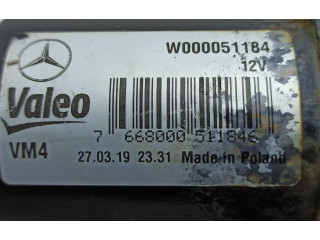 W000051184
12V
Valeo
7 668000 511846
VM4
27.03.19 23.31 Made in Poland